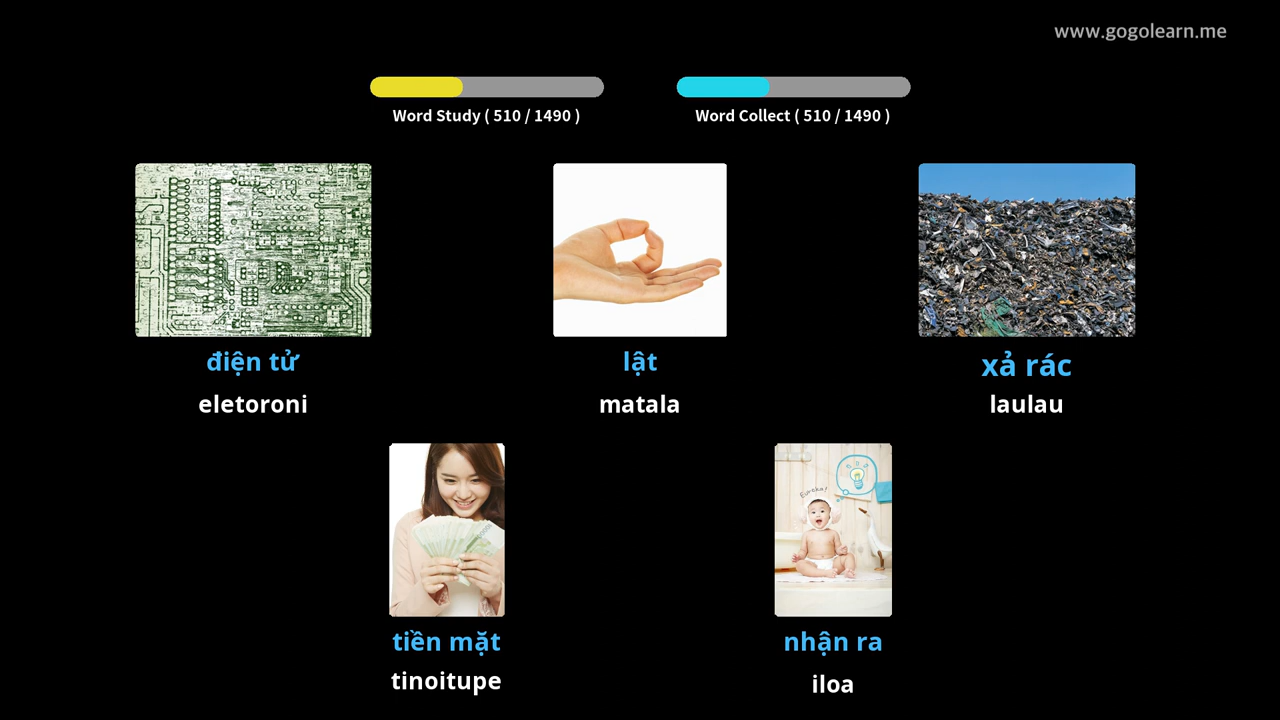 www.gogolearn.me
Word Study ( 510 / 1490 )
Word Collect ( 510 / 1490 )
điện tử
eletoroni
lật
matala
xả rác
laulau
Eureka!
tiền mặt
tinoitupe
nhận ra
iloa